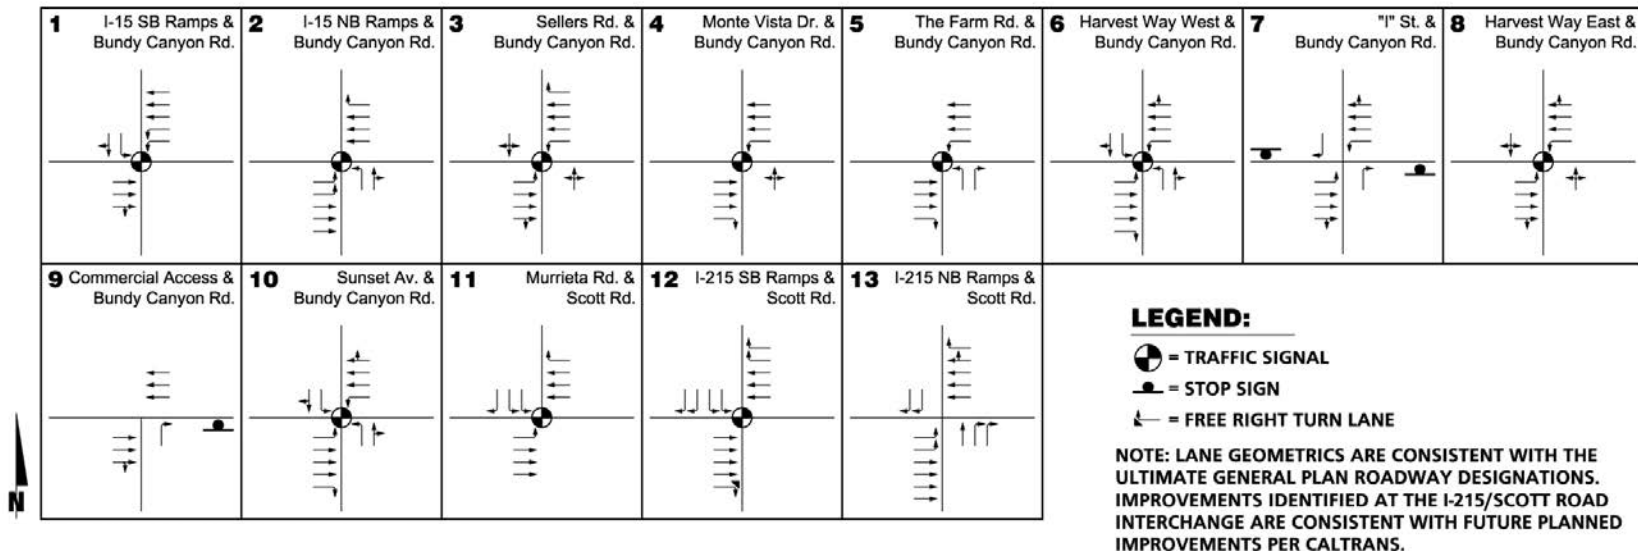 1 I-15 SB Ramps &
Bundy Canyon Rd.
2 I-15 NB Ramps &
Bundy Canyon Rd.
3 Sellers Rd. &
Bundy Canyon Rd.
4 Monte Vista Dr. &
Bundy Canyon Rd.
5 The Farm Rd. &
Bundy Canyon Rd.
6 Harvest Way West &
Bundy Canyon Rd.
7 "I" St. &
Bundy Canyon Rd.
8 Harvest Way East &
Bundy Canyon Rd.
9 Commercial Access &
Bundy Canyon Rd.
10 Sunset Av. &
Bundy Canyon Rd.
11 Murrieta Rd. &
Scott Rd.
12 I-215 SB Ramps &
Scott Rd.
13 I-215 NB Ramps &
Scott Rd.
N
LEGEND:
= TRAFFIC SIGNAL
= STOP SIGN
= FREE RIGHT TURN LANE
NOTE: LANE GEOMETRICS ARE CONSISTENT WITH THE
ULTIMATE GENERAL PLAN ROADWAY DESIGNATIONS.
IMPROVEMENTS IDENTIFIED AT THE I-215/SCOTT ROAD
INTERCHANGE ARE CONSISTENT WITH FUTURE PLANNED
IMPROVEMENTS PER CALTRANS.